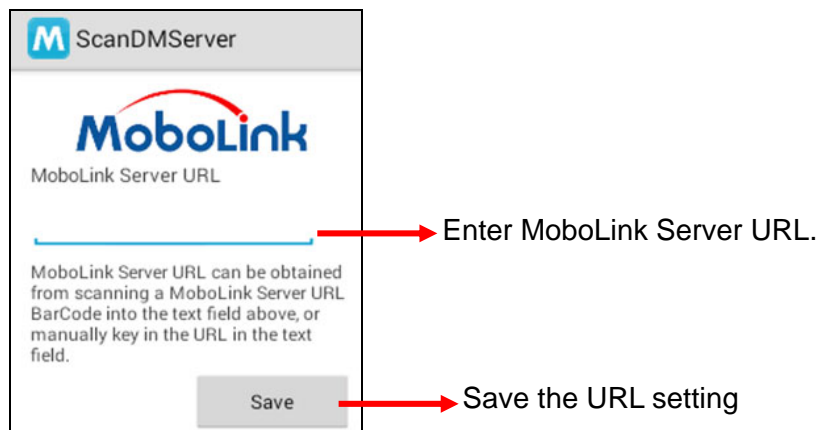 M ScanDMServer
MoboLink
MoboLink Server URL
Enter MoboLink Server URL.
MoboLink Server URL can be obtained
from scanning a MoboLink Server URL
BarCode into the text field above, or
manually key in the URL in the text
field.
Save
Save the URL setting